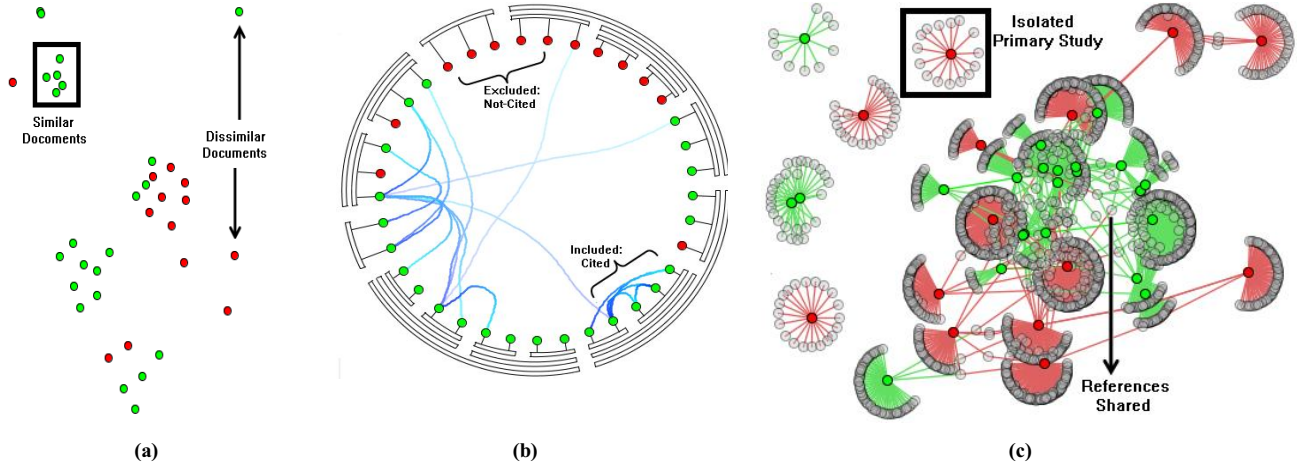 Similar
Docoments
Dissimilar
Documents
(a)
Excluded:
Not-Cited
Included:
Cited
(b)
Isolated
Primary Study
References
Shared
(c)